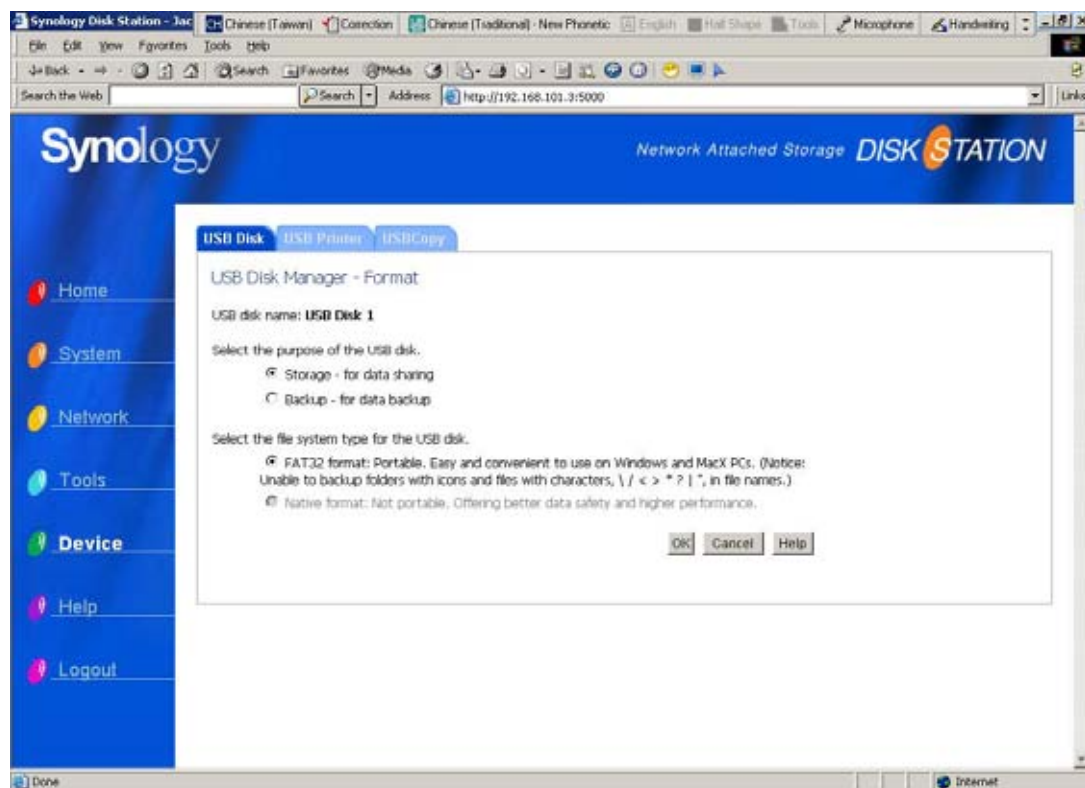 Synology Disk Station - Jac
CH Chinese (Taiwan) Correction Chinese (Traditional) - New Phonetic A English Half Shape Tools Microphone Handwriting
File Edit View Favorites Tools Help
Back Search Favorites Media
Search the Web Search Address http://192.168.101.3:5000 Links
Synology
Network Attached Storage DISK STATION
USB Disk USB Printer USBCopy
USB Disk Manager - Format
USB disk name: USB Disk 1
Select the purpose of the USB disk.
Storage - for data sharing
Backup - for data backup
Select the file system type for the USB disk.
FAT32 format: Portable. Easy and convenient to use on Windows and MacX PCs. (Notice:
Unable to backup folders with icons and files with characters, \ / < > * ? | ", in file names.)
Native format: Not portable. Offering better data safety and higher performance.
OK Cancel Help
Home
System
Network
Tools
Device
Help
Logout
Done Internet